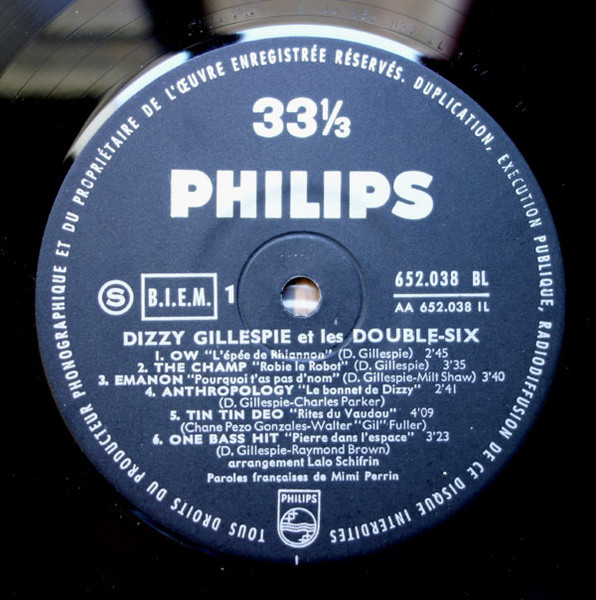 TOUS DROITS DU PRODUCTEUR PHONOGRAPHIQUE ET DU PROPRIÉTAIRE DE L'ŒUVRE ENREGISTRÉE RÉSERVÉS. DUPLICATION, EXECUTION PUBLIQUE, RADIODIFFUSION DE CE DISQUE INTERDITES
33⅓
PHILIPS
S B.I.E.M. 1
652.038 BL
AA 652.038 1L
DIZZY GILLESPIE et les DOUBLE-SIX
1. OW "L'épée de Rhiannon" (D. Gillespie) 2'45
2. THE CHAMP "Robie le Robot" (D. Gillespie) 3'35
3. EMANON "Pourquoi t'as pas d'nom" (D. Gillespie-Milt Shaw) 3'40
4. ANTHROPOLOGY "Le bonnet de Dizzy" 2'41
(D. Gillespie-Charles Parker)
5. TIN TIN DEO "Rites du Vaudou" 4'09
(Chane Pezo Gonzales-Walter "Gil" Fuller)
6. ONE BASS HIT "Pierre dans l'espace" 3'23
(D. Gillespie-Raymond Brown)
arrangement Lalo Schifrin
Paroles françaises de Mimi Perrin
PHILIPS